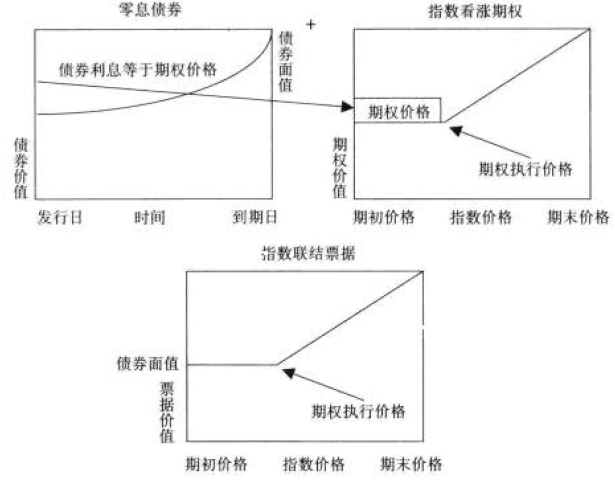 零息债券
+
指数看涨期权
债券利息等于期权价格
债券面值
债券价值
发行日
时间
到期日
期权价格
期权执行价格
期权价值
期初价格
指数价格
期末价格
指数联结票据
债券面值
票据价值
期权执行价格
期初价格
指数价格
期末价格